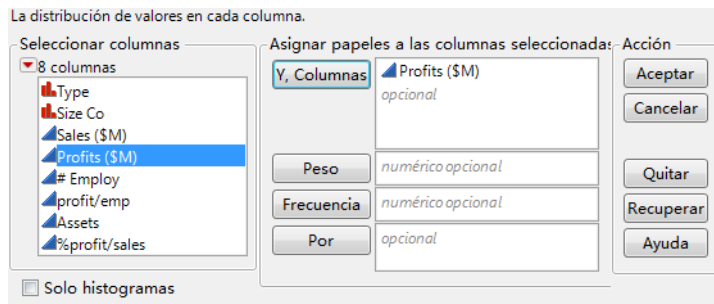 La distribución de valores en cada columna.
Seleccionar columnas
8 columnas
Type
Size Co
Sales ($M)
Profits ($M)
# Employ
profit/emp
Assets
%profit/sales
Solo histogramas
Asignar papeles a las columnas seleccionadas
Y, Columnas
Profits ($M)
opcional
Peso
numérico opcional
Frecuencia
numérico opcional
Por
opcional
Acción
Aceptar
Cancelar
Quitar
Recuperar
Ayuda